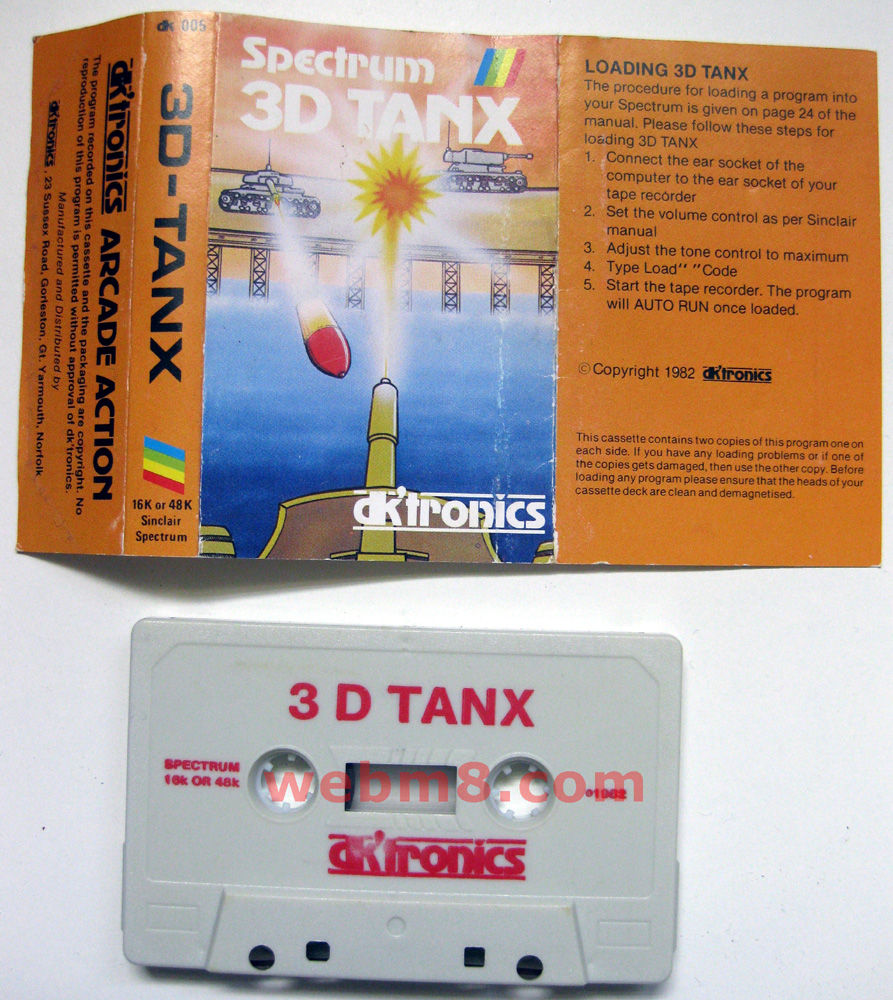 dk 005
dk'tronics ARCADE ACTION
The program recorded on this cassette and the packaging are copyright. No
reproduction of this program is permitted without approval of dk'tronics.
Manufactured and Distributed by
dk'tronics, 23 Sussex Road, Gorleston, Gt. Yarmouth, Norfolk
3D-TANX
16K or 48K
Sinclair
Spectrum
Spectrum
3D TANX
dk'tronics
LOADING 3D TANX
The procedure for loading a program into
your Spectrum is given on page 24 of the
manual. Please follow these steps for
loading 3D TANX
1. Connect the ear socket of the
computer to the ear socket of your
tape recorder
2. Set the volume control as per Sinclair
manual
3. Adjust the tone control to maximum
4. Type Load" "Code
5. Start the tape recorder. The program
will AUTO RUN once loaded.
© Copyright 1982 dk'tronics
This cassette contains two copies of this program one on
each side. If you have any loading problems or if one of
the copies gets damaged, then use the other copy. Before
loading any program please ensure that the heads of your
cassette deck are clean and demagnetised.
3D TANX
SPECTRUM
16k OR 48k
webm8.com
©1982
dk'tronics